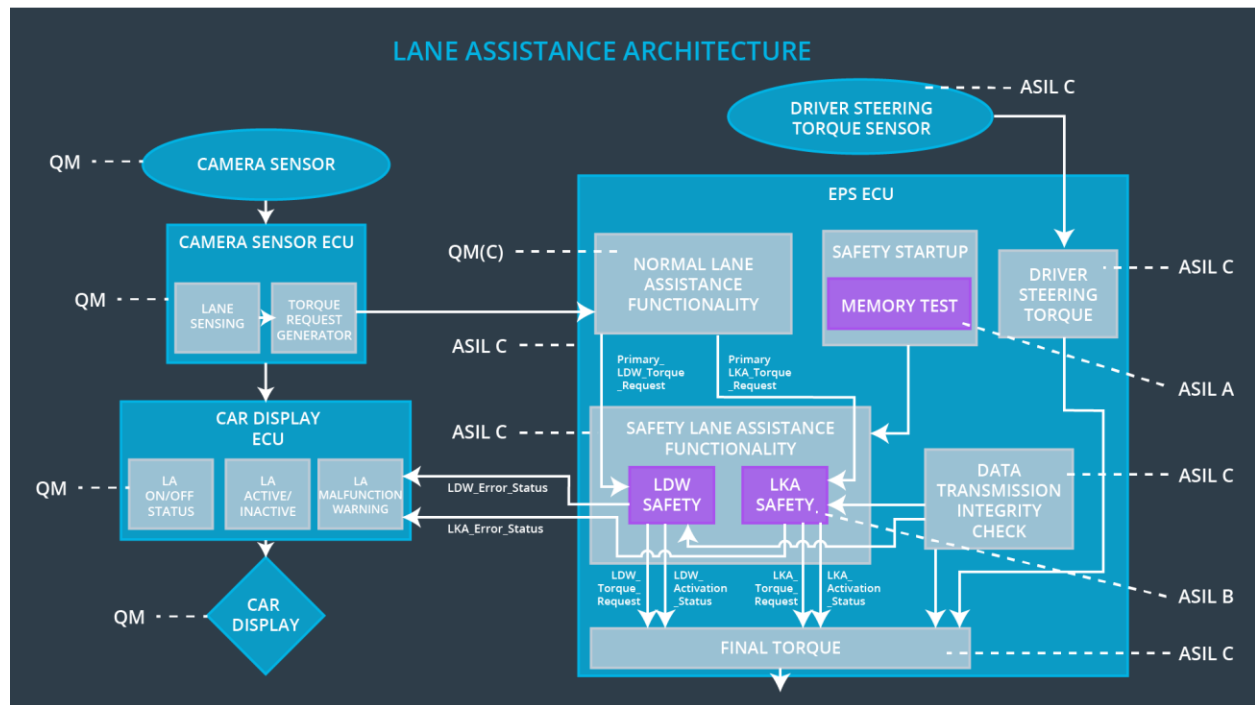 LANE ASSISTANCE ARCHITECTURE
ASIL C
DRIVER STEERING
TORQUE SENSOR
QM
CAMERA SENSOR
EPS ECU
CAMERA SENSOR ECU
QM(C)
NORMAL LANE
ASSISTANCE
FUNCTIONALITY
SAFETY STARTUP
MEMORY TEST
DRIVER
STEERING
TORQUE
ASIL C
QM
LANE
SENSING
TORQUE
REQUEST
GENERATOR
ASIL C
Primary_
LDW_Torque
_Request
Primary
LKA_Torque
_Request
ASIL A
CAR DISPLAY
ECU
ASIL C
SAFETY LANE ASSISTANCE
FUNCTIONALITY
QM
LA
ON/OFF
STATUS
LA
ACTIVE/
INACTIVE
LA
MALFUNCTION
WARNING
LDW_Error_Status
LKA_Error_Status
LDW
SAFETY
LKA
SAFETY
DATA
TRANSMISSION
INTEGRITY
CHECK
ASIL C
LDW_
Torque_
Request
LDW_
Activation
_Status
LKA_
Torque_
Request
LKA_
Activation
_Status
ASIL B
QM
CAR
DISPLAY
FINAL TORQUE
ASIL C